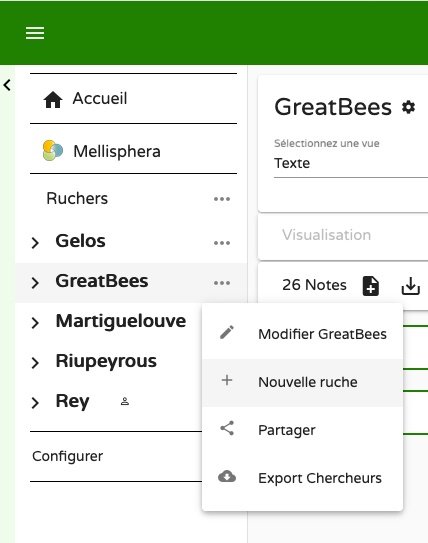 Accueil
Mellisphera
Ruchers
Gelos
GreatBees
Martiguelouve
Riupeyrous
Rey
Configurer
GreatBees
Sélectionnez une vue
Texte
Visualisation
26 Notes
Modifier GreatBees
Nouvelle ruche
Partager
Export Chercheurs